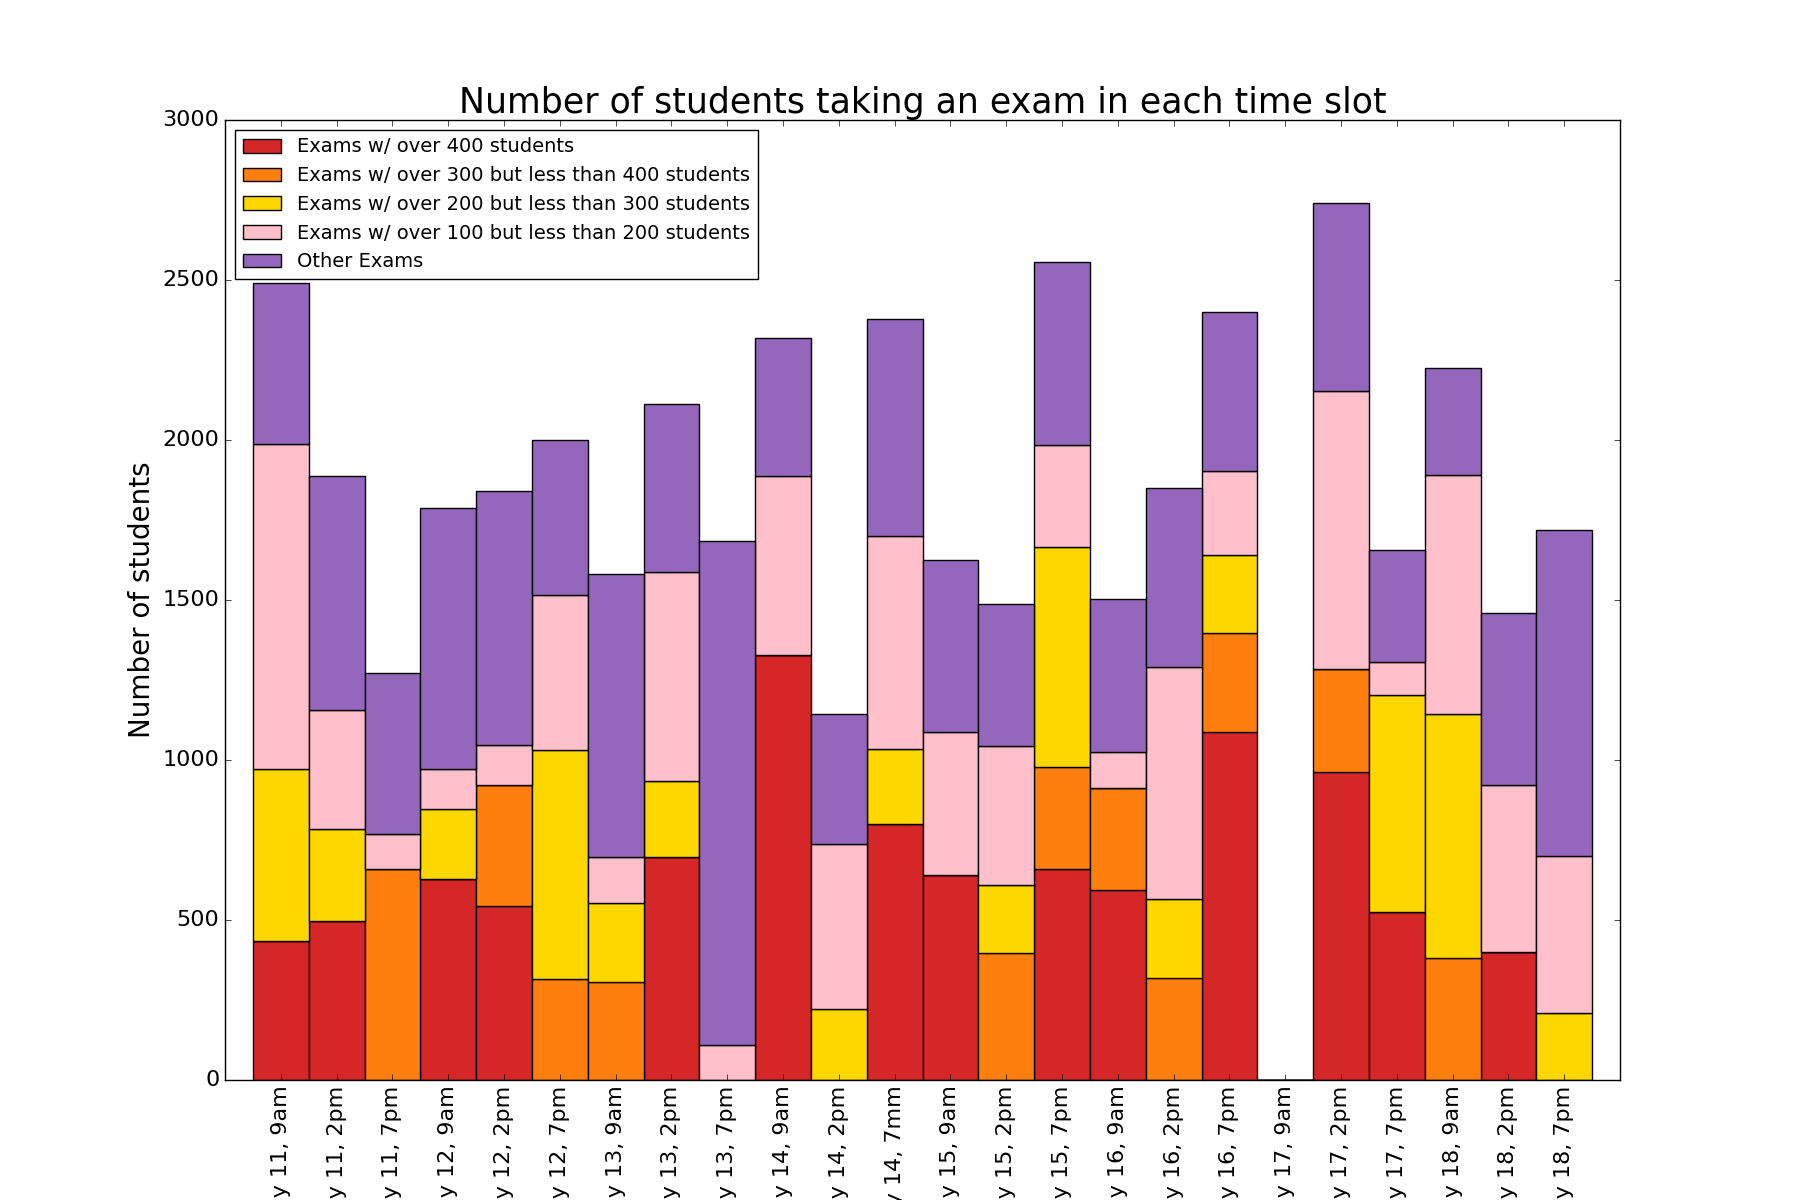 Number of students taking an exam in each time slot
Exams w/ over 400 students
Exams w/ over 300 but less than 400 students
Exams w/ over 200 but less than 300 students
Exams w/ over 100 but less than 200 students
Other Exams
Number of students
3000
2500
2000
1500
1000
500
0
y 11, 9am
y 11, 2pm
y 11, 7pm
y 12, 9am
y 12, 2pm
y 12, 7pm
y 13, 9am
y 13, 2pm
y 13, 7pm
y 14, 9am
y 14, 2pm
y 14, 7mm
y 15, 9am
y 15, 2pm
y 15, 7pm
y 16, 9am
y 16, 2pm
y 16, 7pm
y 17, 9am
y 17, 2pm
y 17, 7pm
y 18, 9am
y 18, 2pm
y 18, 7pm